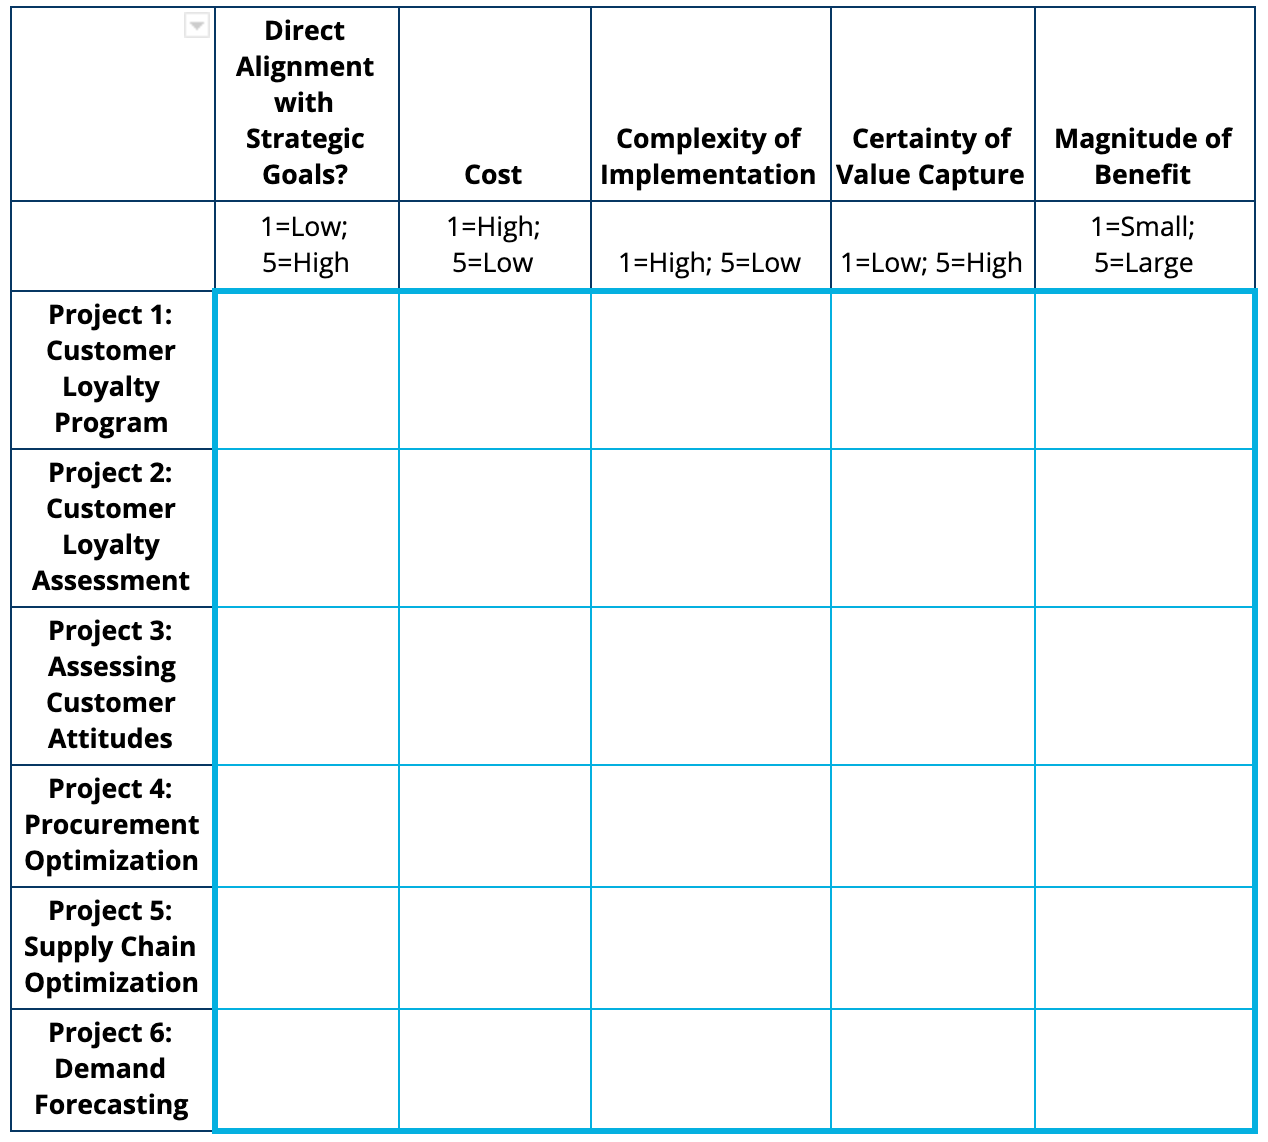 Direct
Alignment
with
Strategic
Goals?
Cost
Complexity of
Implementation
Certainty of
Value Capture
Magnitude of
Benefit
1=Low;
5=High
1=High;
5=Low
1=High; 5=Low
1=Low; 5=High
1=Small;
5=Large
Project 1:
Customer
Loyalty
Program
Project 2:
Customer
Loyalty
Assessment
Project 3:
Assessing
Customer
Attitudes
Project 4:
Procurement
Optimization
Project 5:
Supply Chain
Optimization
Project 6:
Demand
Forecasting